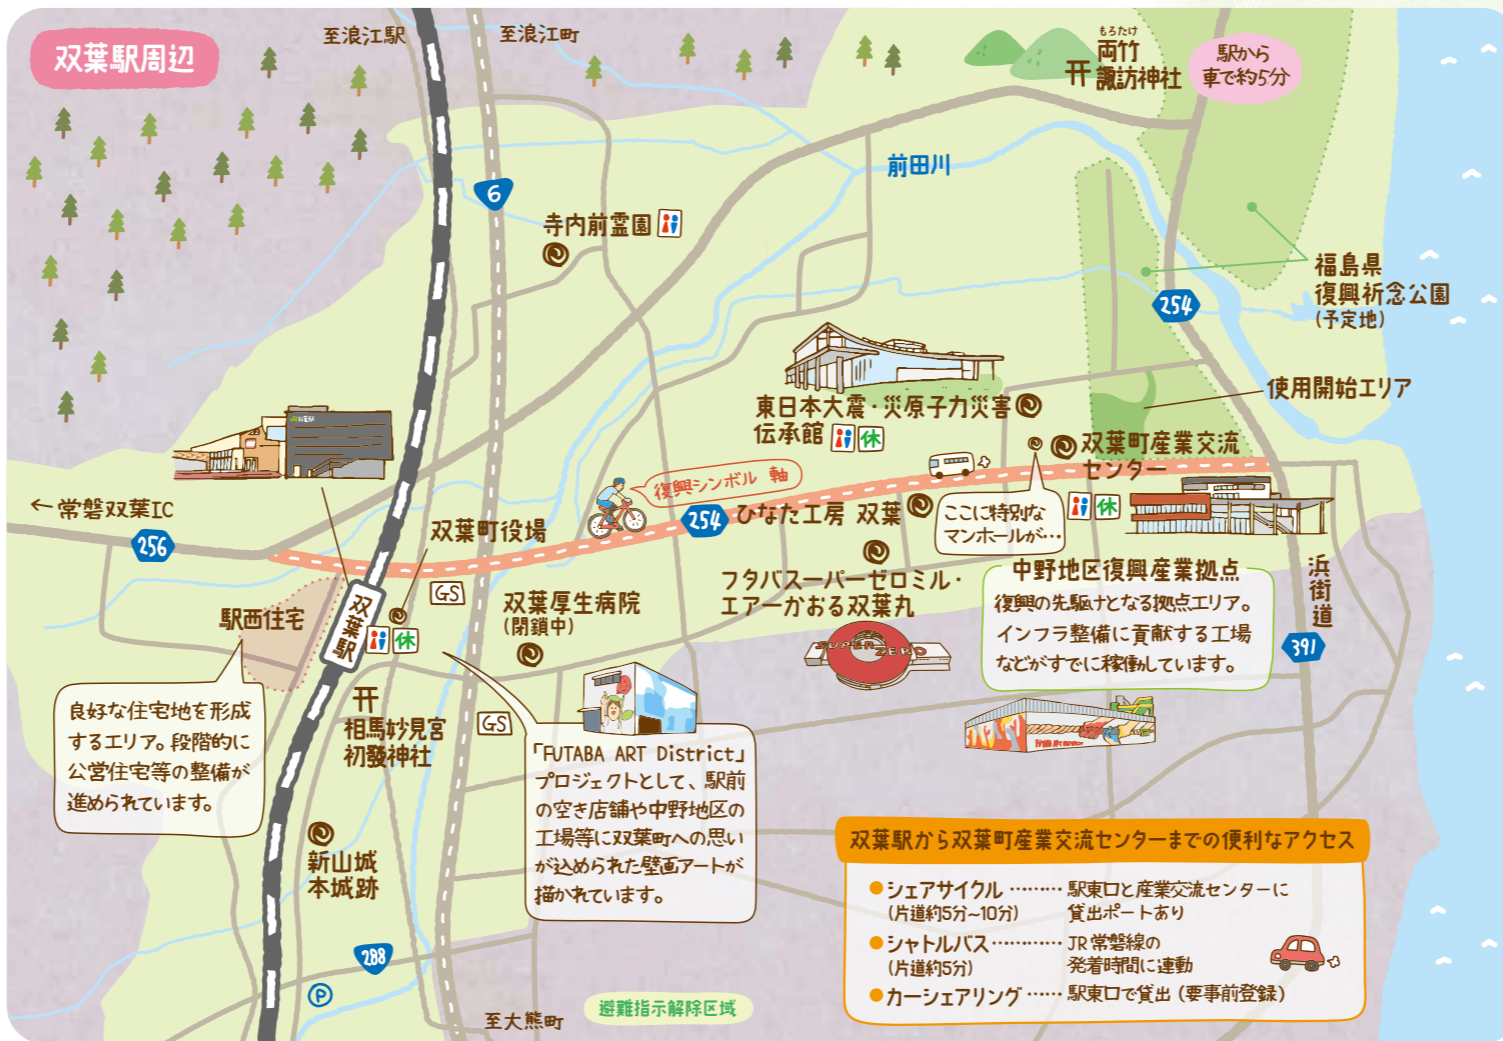 双葉駅周辺
至浪江駅
至浪江町
もろたけ
両竹
諏訪神社
駅から
車で約5分
前田川
6
寺内前霊園
福島県
復興祈念公園
(予定地)
254
使用開始エリア
東日本大震・災原子力災害
伝承館
休
双葉町産業交流
センター
休
双葉駅
←常磐双葉IC
256
双葉町役場
復興シンボル 軸
254
ひなた工房 双葉
ここに特別な
マンホールが…
フタバスーパーゼロミル・
エアーかおる双葉丸
SUPER ZERO
中野地区復興産業拠点
復興の先駆けとなる拠点エリア。
インフラ整備に貢献する工場
などがすでに稼働しています。
浜街道
391
駅西住宅
双葉駅
休
GS
双葉厚生病院
(閉鎖中)
良好な住宅地を形成
するエリア。段階的に
公営住宅等の整備が
進められています。
相馬妙見宮
初發神社
GS
「FUTABA ART District」
プロジェクトとして、駅前
の空き店舗や中野地区の
工場等に双葉町への思い
が込められた壁画アートが
描かれています。
新山城
本城跡
288
P
至大熊町
避難指示解除区域
双葉駅から双葉町産業交流センターまでの便利なアクセス
●シェアサイクル ……… 駅東口と産業交流センターに
(片道約5分~10分) 貸出ポートあり
●シャトルバス………… JR常磐線の
(片道約5分) 発着時間に連動
●カーシェアリング …… 駅東口で貸出(要事前登録)